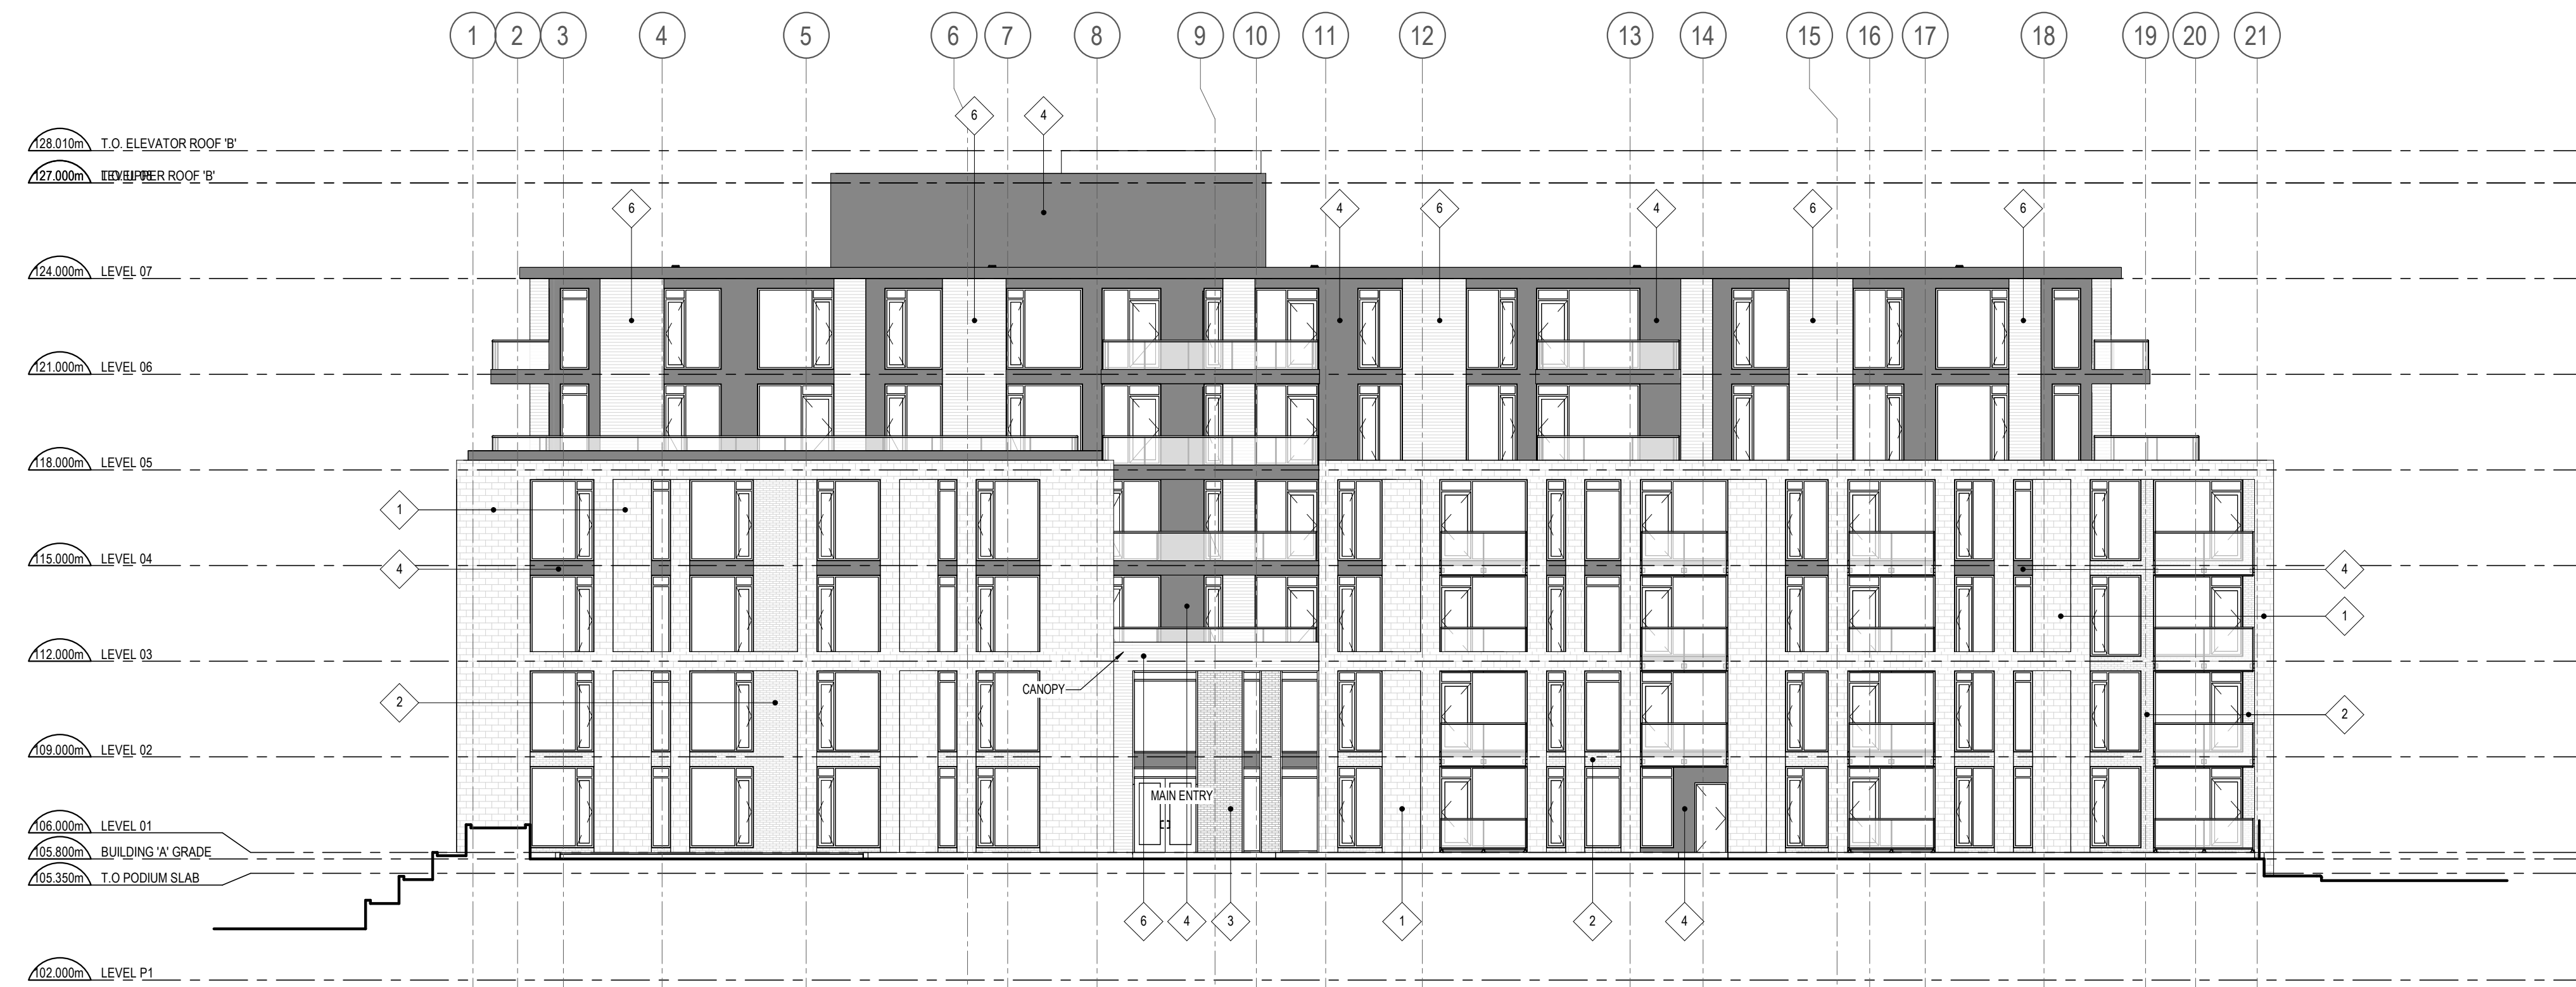 1 2 3 4 5 6 7 8 9 10 11 12 13 14 15 16 17 18 19 20 21
6 4
128.010m T.O. ELEVATOR ROOF 'B'
127.000m ROOF 'B'
6 4 6 4 6 6
124.000m LEVEL 07
121.000m LEVEL 06
118.000m LEVEL 05
1
115.000m LEVEL 04
4 4
1
112.000m LEVEL 03
CANOPY
2 2
109.000m LEVEL 02
MAIN ENTRY
106.000m LEVEL 01
105.800m BUILDING 'A' GRADE
105.350m T.O PODIUM SLAB
6 4 3 1 2 4
102.000m LEVEL P1